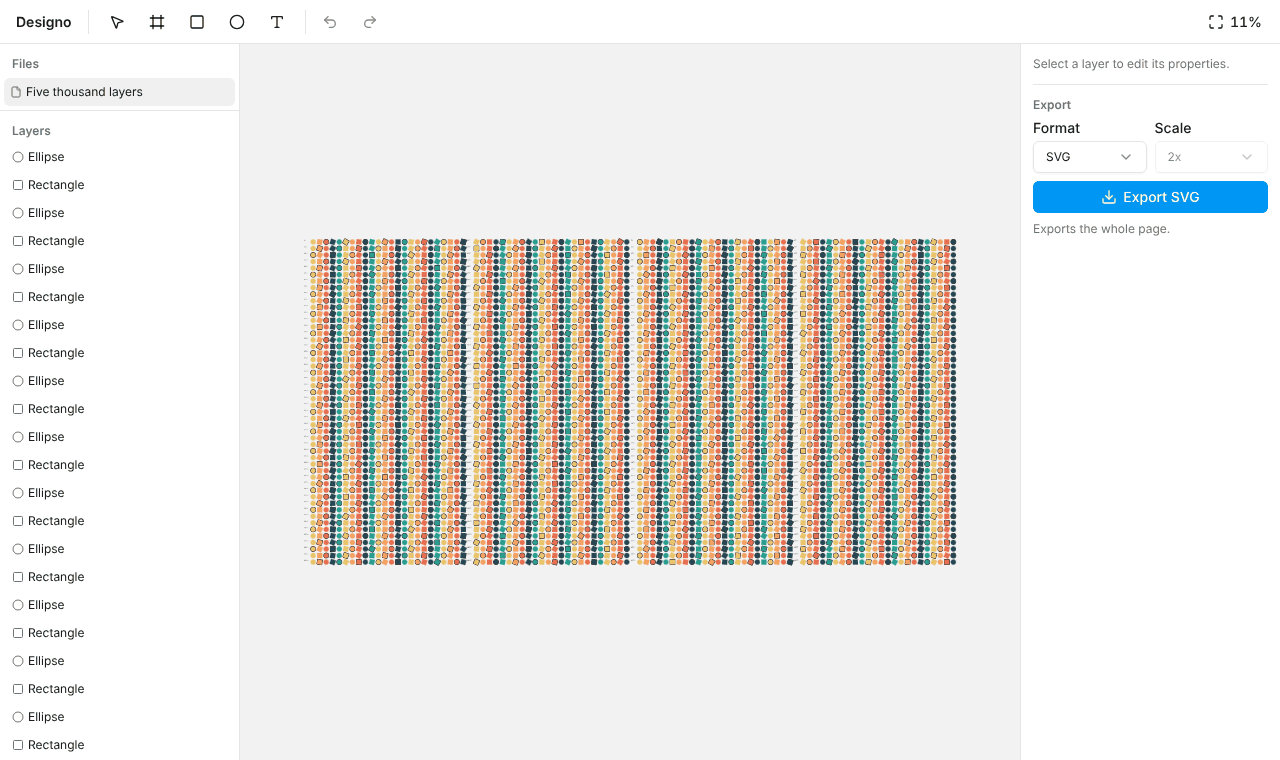 Designo
11%
Files
Five thousand layers
Layers
Ellipse
Rectangle
Ellipse
Rectangle
Ellipse
Rectangle
Ellipse
Rectangle
Ellipse
Rectangle
Ellipse
Rectangle
Ellipse
Rectangle
Ellipse
Rectangle
Ellipse
Rectangle
Ellipse
Rectangle
Ellipse
Rectangle
Select a layer to edit its properties.
Export
Format Scale
SVG 2x
Export SVG
Exports the whole page.